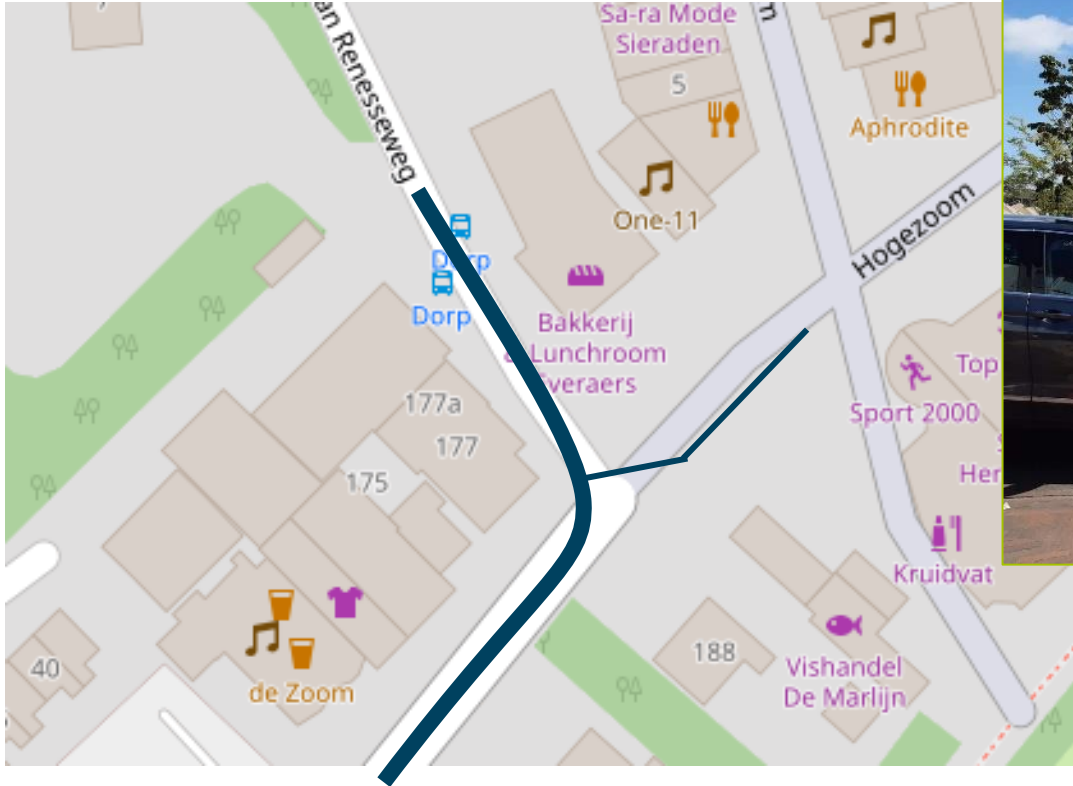 an Renesseweg
Sa-ra Mode
Sieraden
5
Aphrodite
One-11
Hogezoom
Dorp
Dorp
Bakkerij
Lunchroom
177a
177
175
Top
Sport 2000
Her
Kruidvat
40
de Zoom
188
Vishandel
De Marlijn